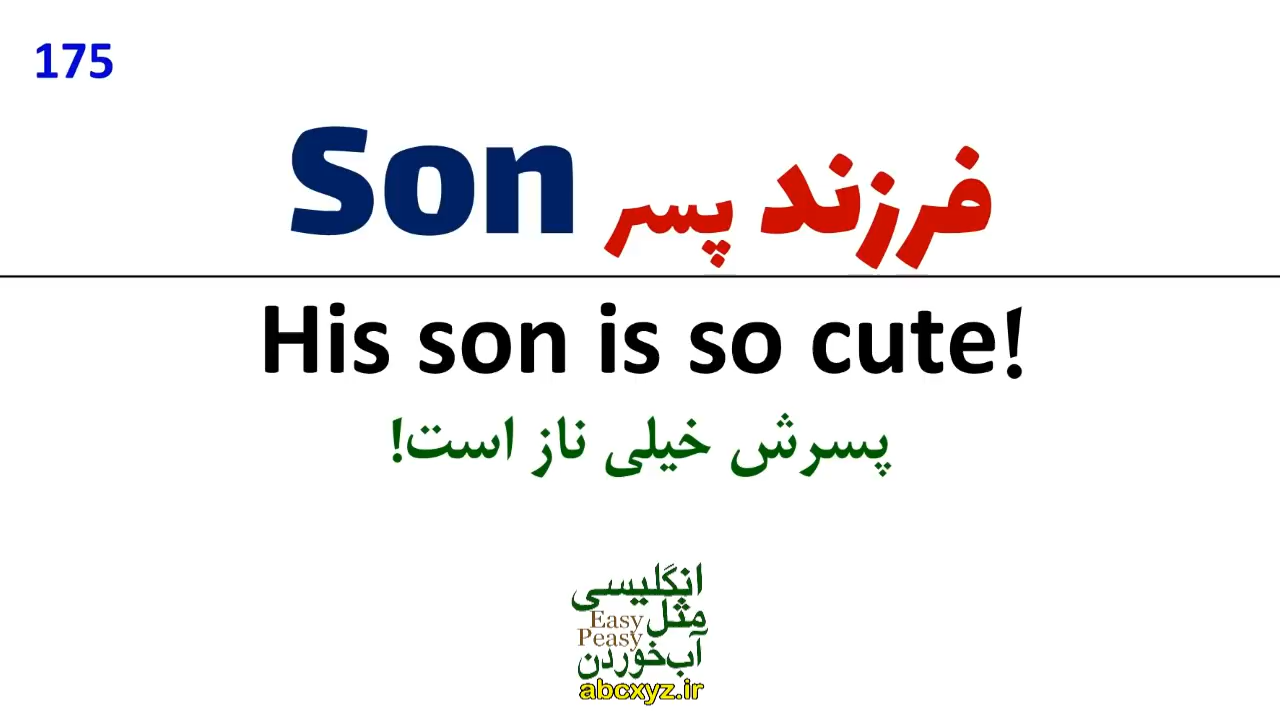 175
Son فرزند پسر
His son is so cute!
پسرش خیلی ناز است!
انگلیسی
مثل Easy
Peasy
آب‌خوردن
abcxyz.ir